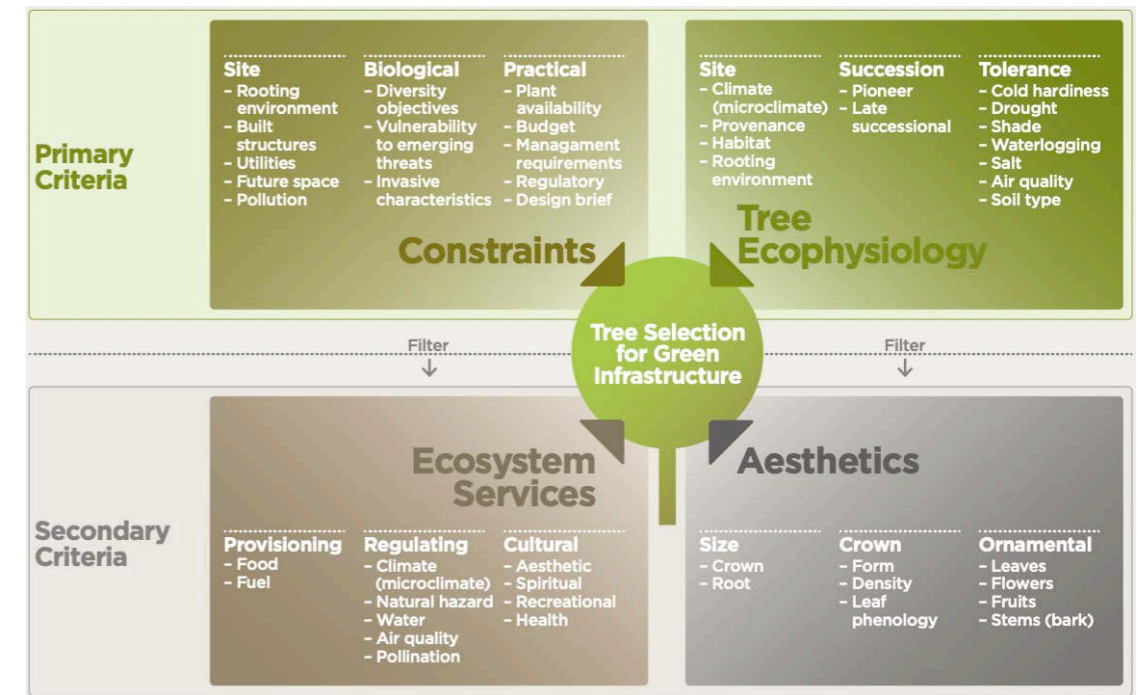 Primary
Criteria
Site
– Rooting
environment
– Built
structures
– Utilities
– Future space
– Pollution
Biological
– Diversity
objectives
– Vulnerability
to emerging
threats
– Invasive
characteristics
Practical
– Plant
availability
– Budget
– Managament
requirements
– Regulatory
– Design brief
Constraints
Site
– Climate
(microclimate)
– Provenance
– Habitat
– Rooting
environment
Succession
– Pioneer
– Late
successional
Tolerance
– Cold hardiness
– Drought
– Shade
– Waterlogging
– Salt
– Air quality
– Soil type
Tree
Ecophysiology
Filter
Tree Selection
for Green
Infrastructure
Filter
Secondary
Criteria
Ecosystem
Services
Provisioning
– Food
– Fuel
Regulating
– Climate
(microclimate)
– Natural hazard
– Water
– Air quality
– Pollination
Cultural
– Aesthetic
– Spiritual
– Recreational
– Health
Aesthetics
Size
– Crown
– Root
Crown
– Form
– Density
– Leaf
phenology
Ornamental
– Leaves
– Flowers
– Fruits
– Stems (bark)